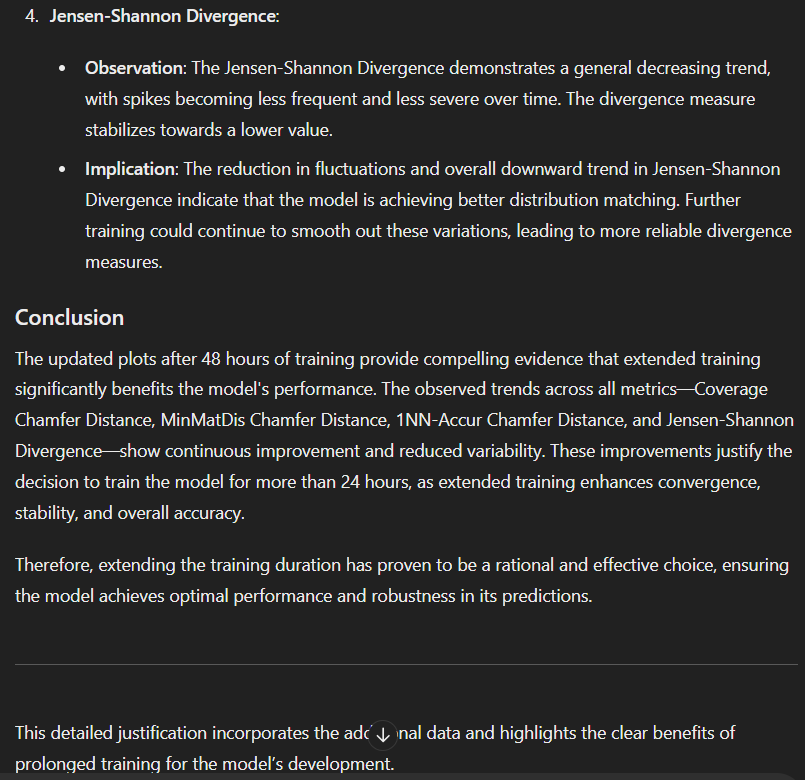 4. Jensen-Shannon Divergence:
• Observation: The Jensen-Shannon Divergence demonstrates a general decreasing trend,
with spikes becoming less frequent and less severe over time. The divergence measure
stabilizes towards a lower value.
• Implication: The reduction in fluctuations and overall downward trend in Jensen-Shannon
Divergence indicate that the model is achieving better distribution matching. Further
training could continue to smooth out these variations, leading to more reliable divergence
measures.
Conclusion
The updated plots after 48 hours of training provide compelling evidence that extended training
significantly benefits the model's performance. The observed trends across all metrics—Coverage
Chamfer Distance, MinMatDis Chamfer Distance, 1NN-Accur Chamfer Distance, and Jensen-Shannon
Divergence—show continuous improvement and reduced variability. These improvements justify the
decision to train the model for more than 24 hours, as extended training enhances convergence,
stability, and overall accuracy.
Therefore, extending the training duration has proven to be a rational and effective choice, ensuring
the model achieves optimal performance and robustness in its predictions.
This detailed justification incorporates the data and highlights the clear benefits of
prolonged training for the model's development.